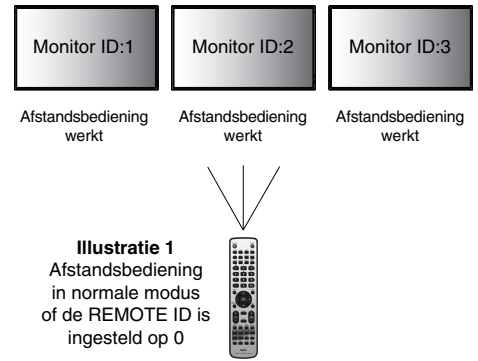 Monitor ID:1
Monitor ID:2
Monitor ID:3
Afstandsbediening
werkt
Afstandsbediening
werkt
Afstandsbediening
werkt
Illustratie 1
Afstandsbediening
in normale modus
of de REMOTE ID is
ingesteld op 0